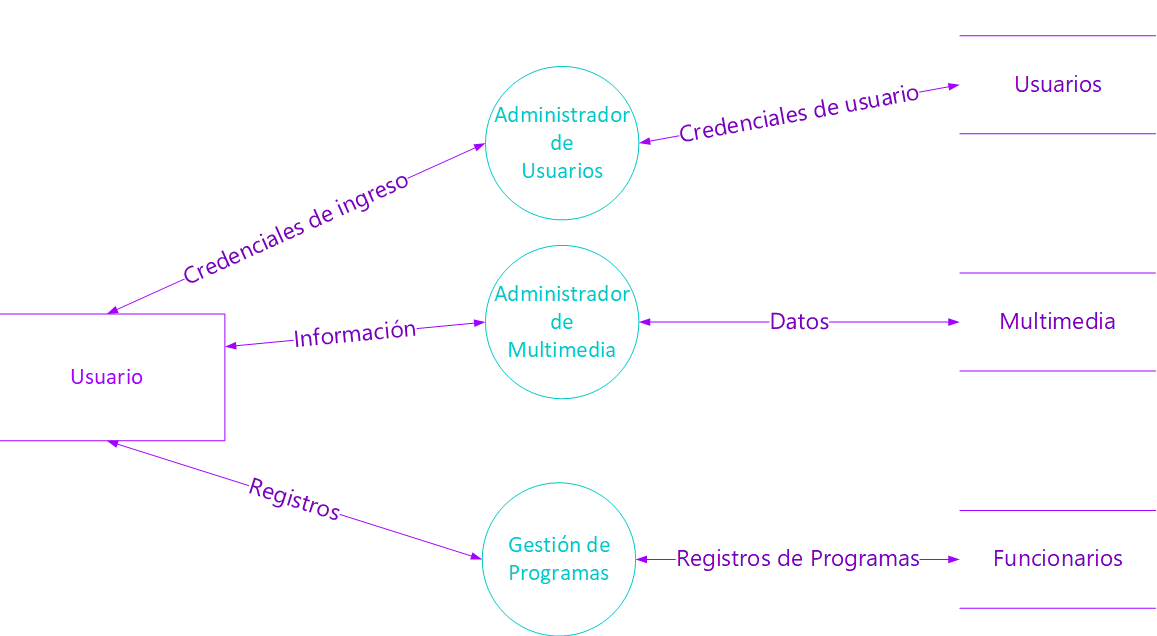 Administrador
de
Usuarios
Credenciales de usuario
Usuarios
Credenciales de ingreso
Administrador
de
Multimedia
Información
Datos
Multimedia
Usuario
Registros
Gestión de
Programas
Registros de Programas
Funcionarios